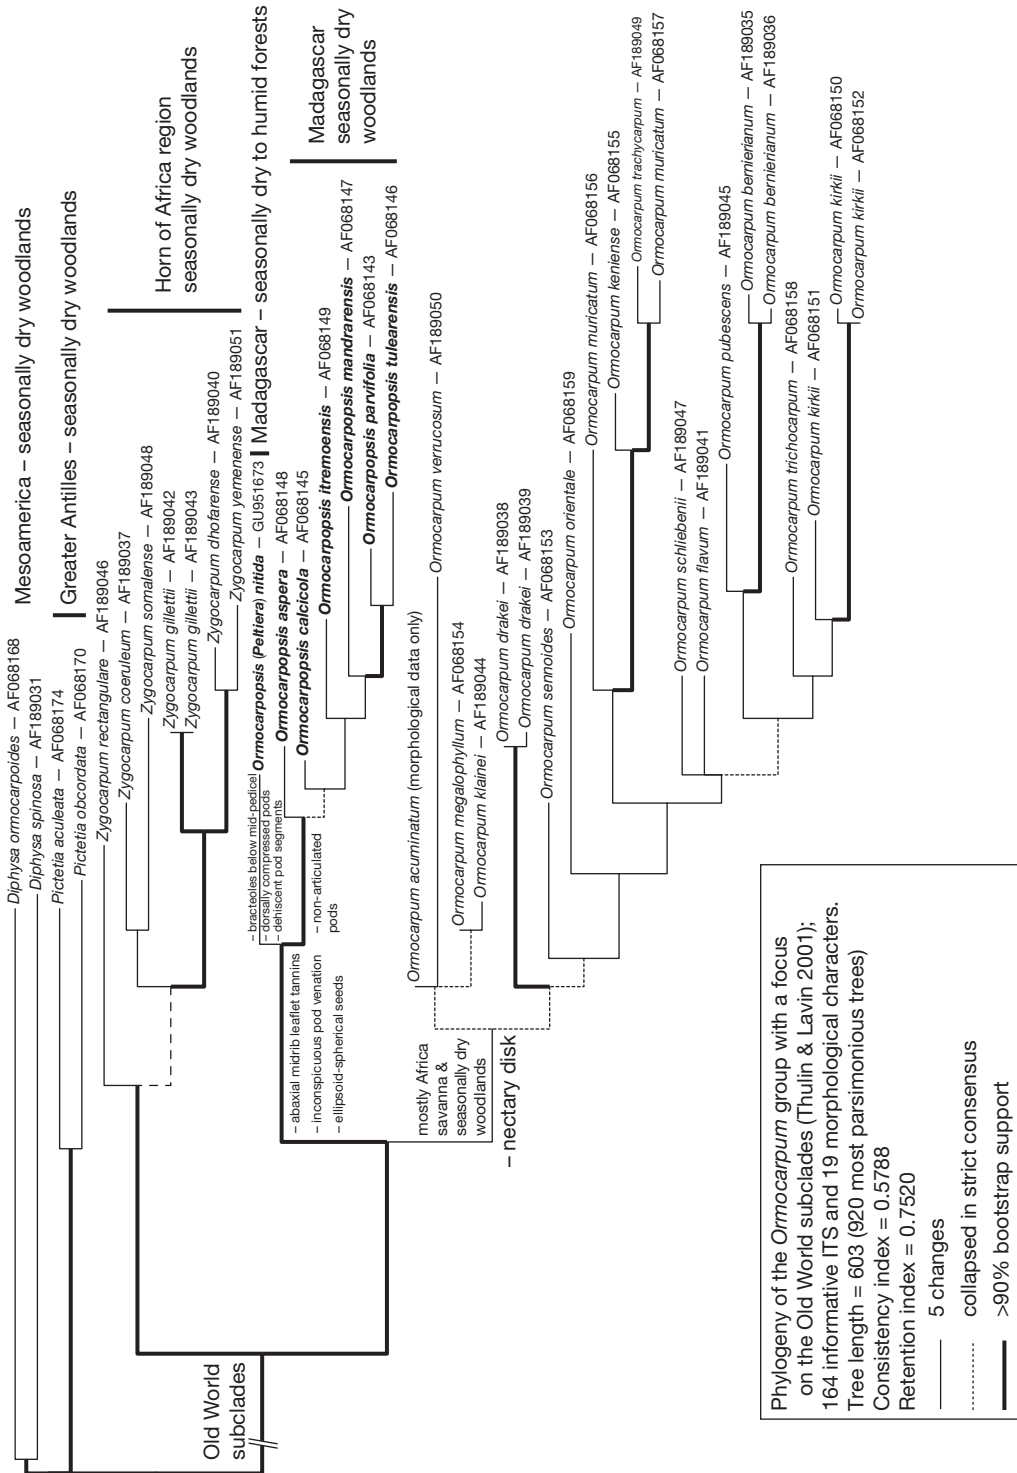 Diphysa ormocarpoides – AF068168
Diphysa spinosa – AF189031
Mesoamerica – seasonally dry woodlands
Pictetia aculeata – AF068174
Pictetia obcordata – AF068170
Greater Antilles – seasonally dry woodlands
Zygocarpum rectangulare – AF189046
Zygocarpum coeruleum – AF189037
Zygocarpum somalense – AF189048
Zygocarpum gillettii – AF189042
Zygocarpum gillettii – AF189043
Zygocarpum dhofarense – AF189040
Zygocarpum yemenense – AF189051
Horn of Africa region
seasonally dry woodlands
Old World
subclades
– bracteoles below mid-pedicel
– dorsally compressed pods
– dehiscent pod segments
Ormocarpopsis (Peltiera) nitida – GU951673
Madagascar – seasonally dry to humid forests
– abaxial midrib leaflet tannins
– inconspicuous pod venation
– ellipsoid-spherical seeds
– non-articulated
pods
Ormocarpopsis aspera – AF068148
Ormocarpopsis calcicola – AF068145
Ormocarpopsis itremoensis – AF068149
Ormocarpopsis mandrarensis – AF068147
Ormocarpopsis parvifolia – AF068143
Ormocarpopsis tulearensis – AF068146
Madagascar
seasonally dry
woodlands
mostly Africa
savanna &
seasonally dry
woodlands
– nectary disk
Ormocarpum acuminatum (morphological data only)
Ormocarpum verrucosum – AF189050
Ormocarpum megalophyllum – AF068154
Ormocarpum klainei – AF189044
Ormocarpum drakei – AF189038
Ormocarpum drakei – AF189039
Ormocarpum sennoides – AF068153
Ormocarpum orientale – AF068159
Ormocarpum muricatum – AF068156
Ormocarpum keniense – AF068155
Ormocarpum trachycarpum – AF189049
Ormocarpum muricatum – AF068157
Ormocarpum schliebenii – AF189047
Ormocarpum flavum – AF189041
Ormocarpum pubescens – AF189045
Ormocarpum bernierianum – AF189035
Ormocarpum bernierianum – AF189036
Ormocarpum trichocarpum – AF068158
Ormocarpum kirkii – AF068151
Ormocarpum kirkii – AF068150
Ormocarpum kirkii – AF068152
Phylogeny of the Ormocarpum group with a focus
on the Old World subclades (Thulin & Lavin 2001);
164 informative ITS and 19 morphological characters.
Tree length = 603 (920 most parsimonious trees)
Consistency index = 0.5788
Retention index = 0.7520
5 changes
collapsed in strict consensus
>90% bootstrap support